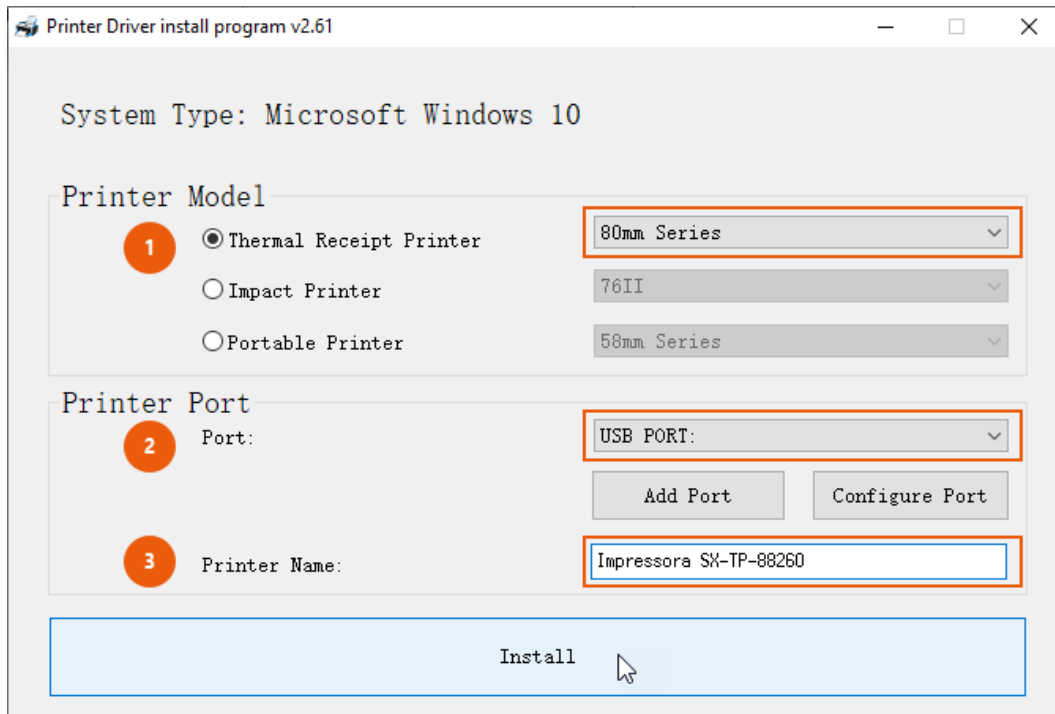 Printer Driver install program v2.61
System Type: Microsoft Windows 10
Printer Model
1
Thermal Receipt Printer
80mm Series
Impact Printer
76II
Portable Printer
58mm Series
Printer Port
2
Port:
USB PORT:
Add Port
Configure Port
3
Printer Name:
Impressora SX-TP-88260
Install